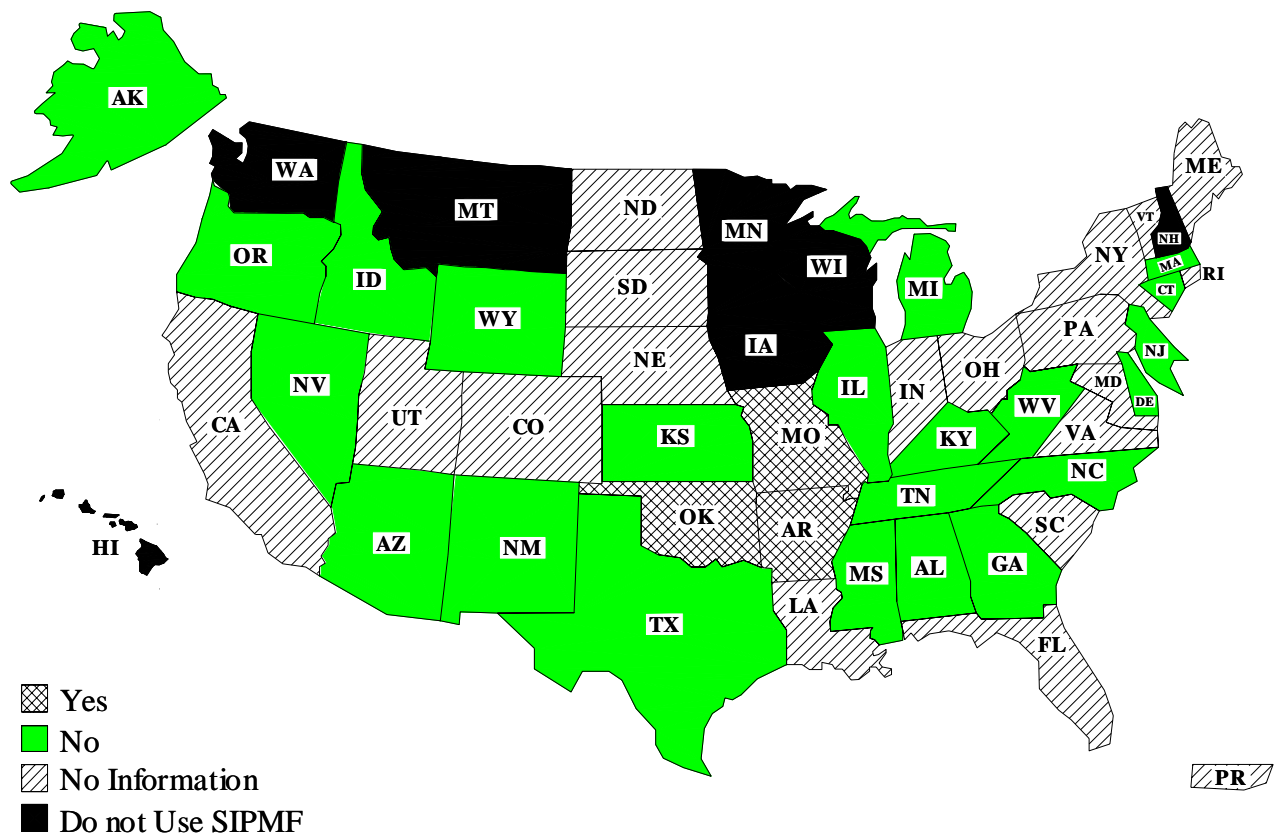 AK
WA
MT
ND
MN
ME
VT
NH
OR
ID
SD
WI
NY
MA
RI
CT
WY
MI
PA
NE
IA
NJ
NV
OH
MD
DE
UT
CO
IL
IN
WV
CA
KS
MO
KY
VA
NC
TN
OK
AR
SC
HI
AZ
NM
MS
AL
GA
LA
TX
FL
Yes
No
No Information
PR
Do not Use SIPMF